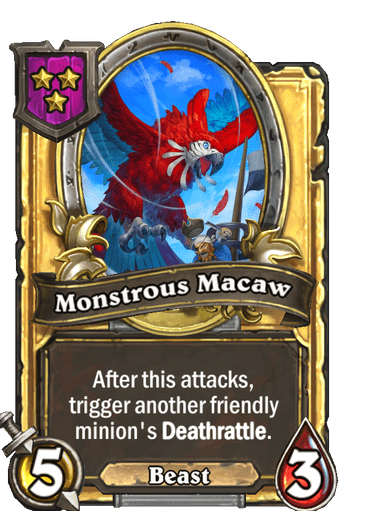 Monstrous Macaw
After this attacks,
trigger another friendly
minion's Deathrattle.
5
Beast
3